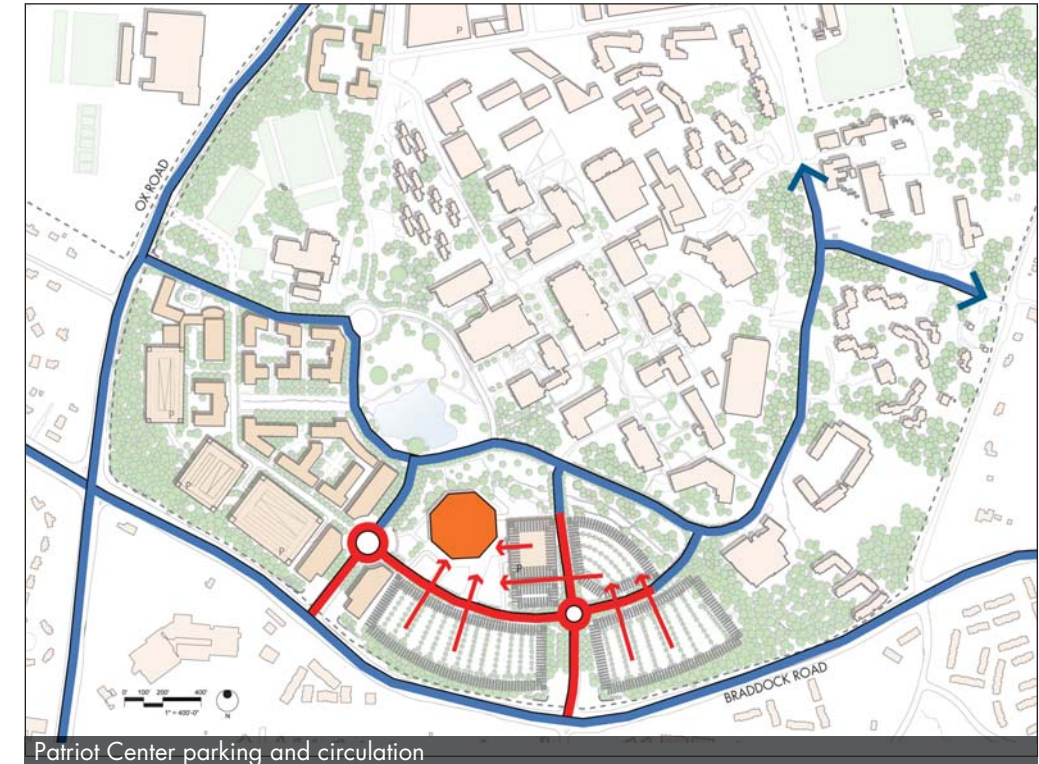 P
OX ROAD
P
P
P
P
BRADDOCK ROAD
0' 100' 200' 400'
1" = 400'-0"
N
Patriot Center parking and circulation